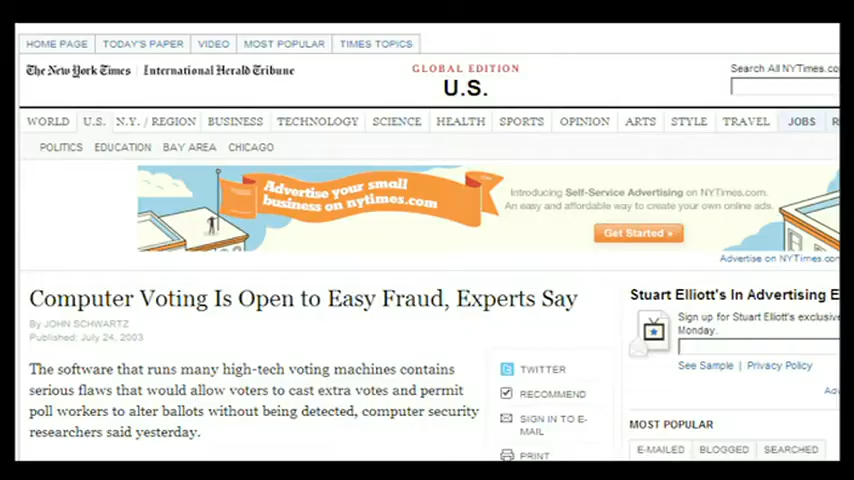 HOME PAGE TODAY'S PAPER VIDEO MOST POPULAR TIMES TOPICS
The New York Times International Herald Tribune
GLOBAL EDITION
U.S.
Search All NYTimes.co
WORLD U.S. N.Y. / REGION BUSINESS TECHNOLOGY SCIENCE HEALTH SPORTS OPINION ARTS STYLE TRAVEL JOBS R
POLITICS EDUCATION BAY AREA CHICAGO
Advertise your small
business on nytimes.com
Introducing Self-Service Advertising on NYTimes.com.
An easy and affordable way to create your own online ads.
Get Started »
Advertise on NYTimes.com
Computer Voting Is Open to Easy Fraud, Experts Say
By JOHN SCHWARTZ
Published: July 24, 2003
The software that runs many high-tech voting machines contains
serious flaws that would allow voters to cast extra votes and permit
poll workers to alter ballots without being detected, computer security
researchers said yesterday.
TWITTER
RECOMMEND
SIGN IN TO E-
MAIL
PRINT
Stuart Elliott's In Advertising E
Sign up for Stuart Elliott's exclusive
Monday.
See Sample | Privacy Policy
Ad
MOST POPULAR
E-MAILED BLOGGED SEARCHED